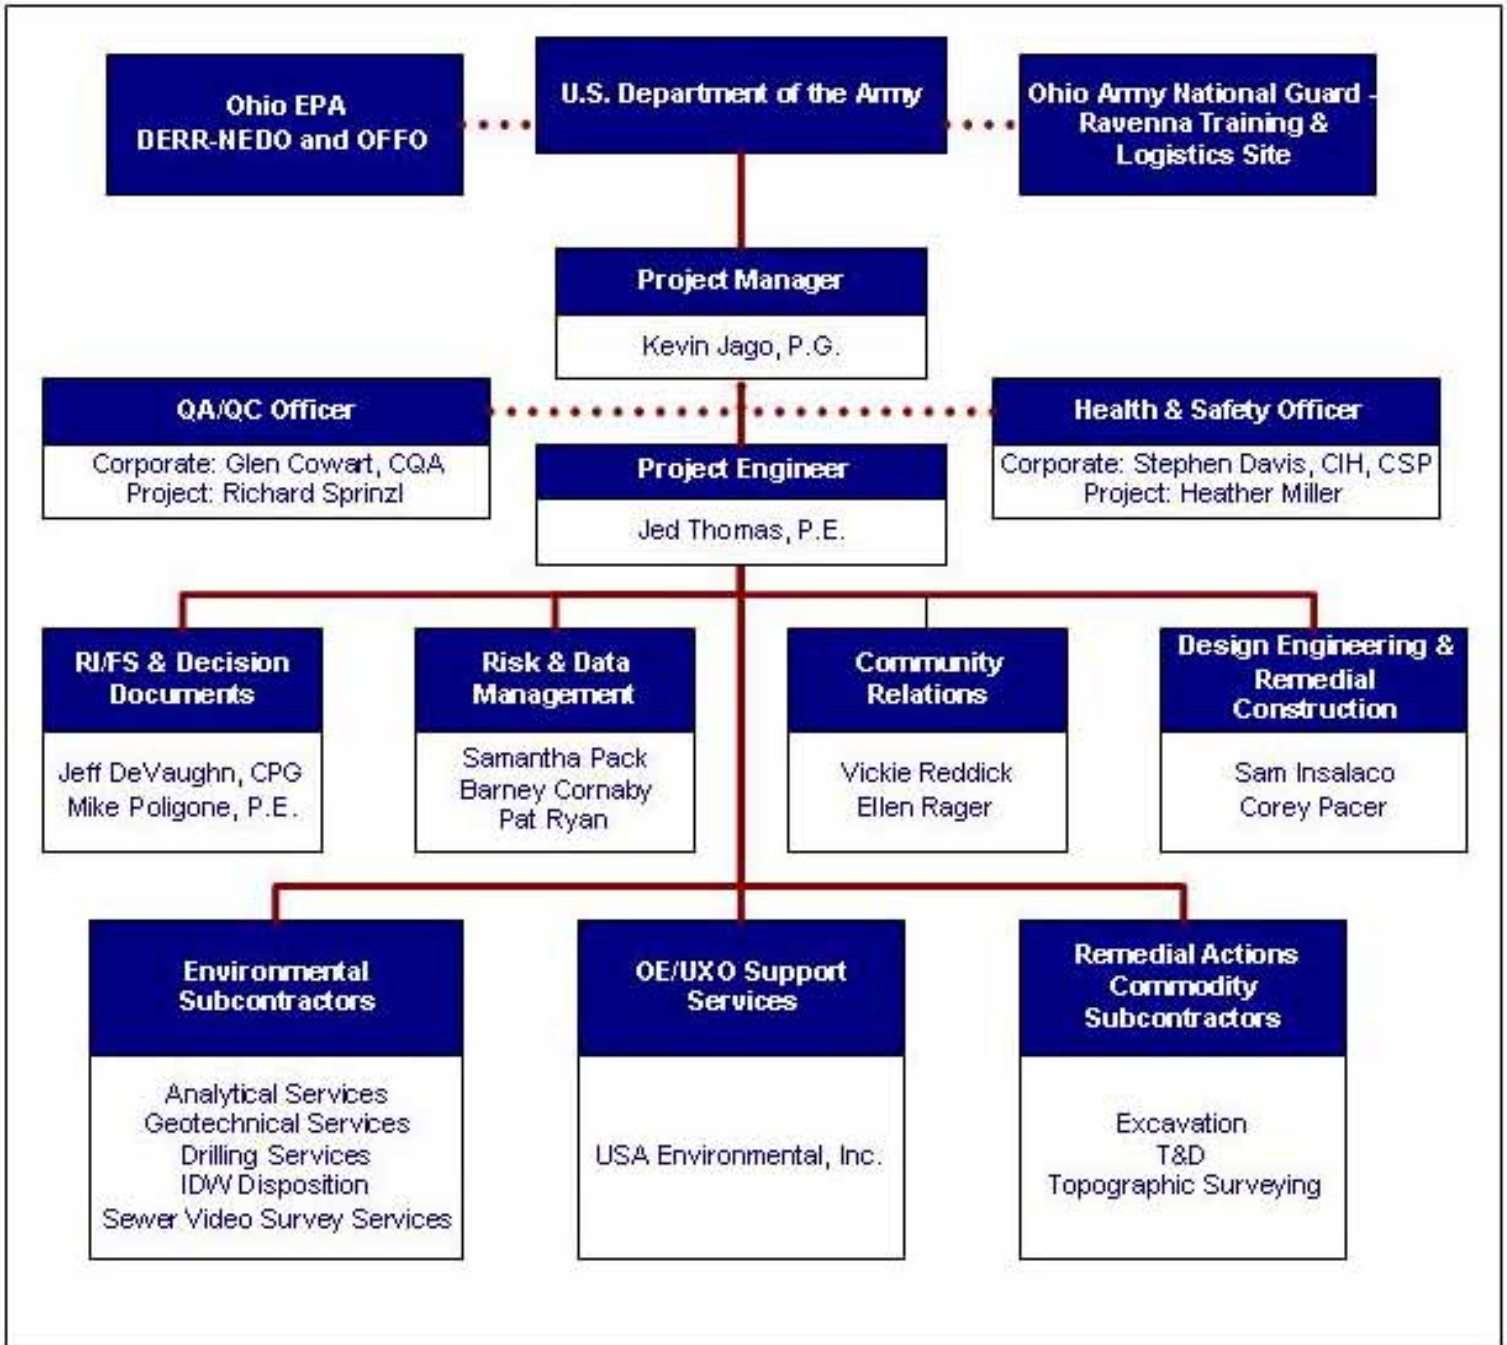 Ohio EPA
DERR-NEDO and OFFO
U.S. Department of the Army
Ohio Army National Guard -
Ravenna Training &
Logistics Site
Project Manager
Kevin Jago, P.G.
QA/QC Officer
Corporate: Glen Cowart, CQA
Project: Richard Sprinzl
Health & Safety Officer
Corporate: Stephen Davis, CIH, CSP
Project: Heather Miller
Project Engineer
Jed Thomas, P.E.
RI/FS & Decision
Documents
Jeff DeVaughn, CPG
Mike Poligone, P.E.
Risk & Data
Management
Samantha Pack
Barney Cornaby
Pat Ryan
Community
Relations
Vickie Reddick
Ellen Rager
Design Engineering &
Remedial
Construction
Sam Insalaco
Corey Pacer
Environmental
Subcontractors
Analytical Services
Geotechnical Services
Drilling Services
IDW Disposition
Sewer Video Survey Services
OE/UXO Support
Services
USA Environmental, Inc.
Remedial Actions
Commodity
Subcontractors
Excavation
T&D
Topographic Surveying